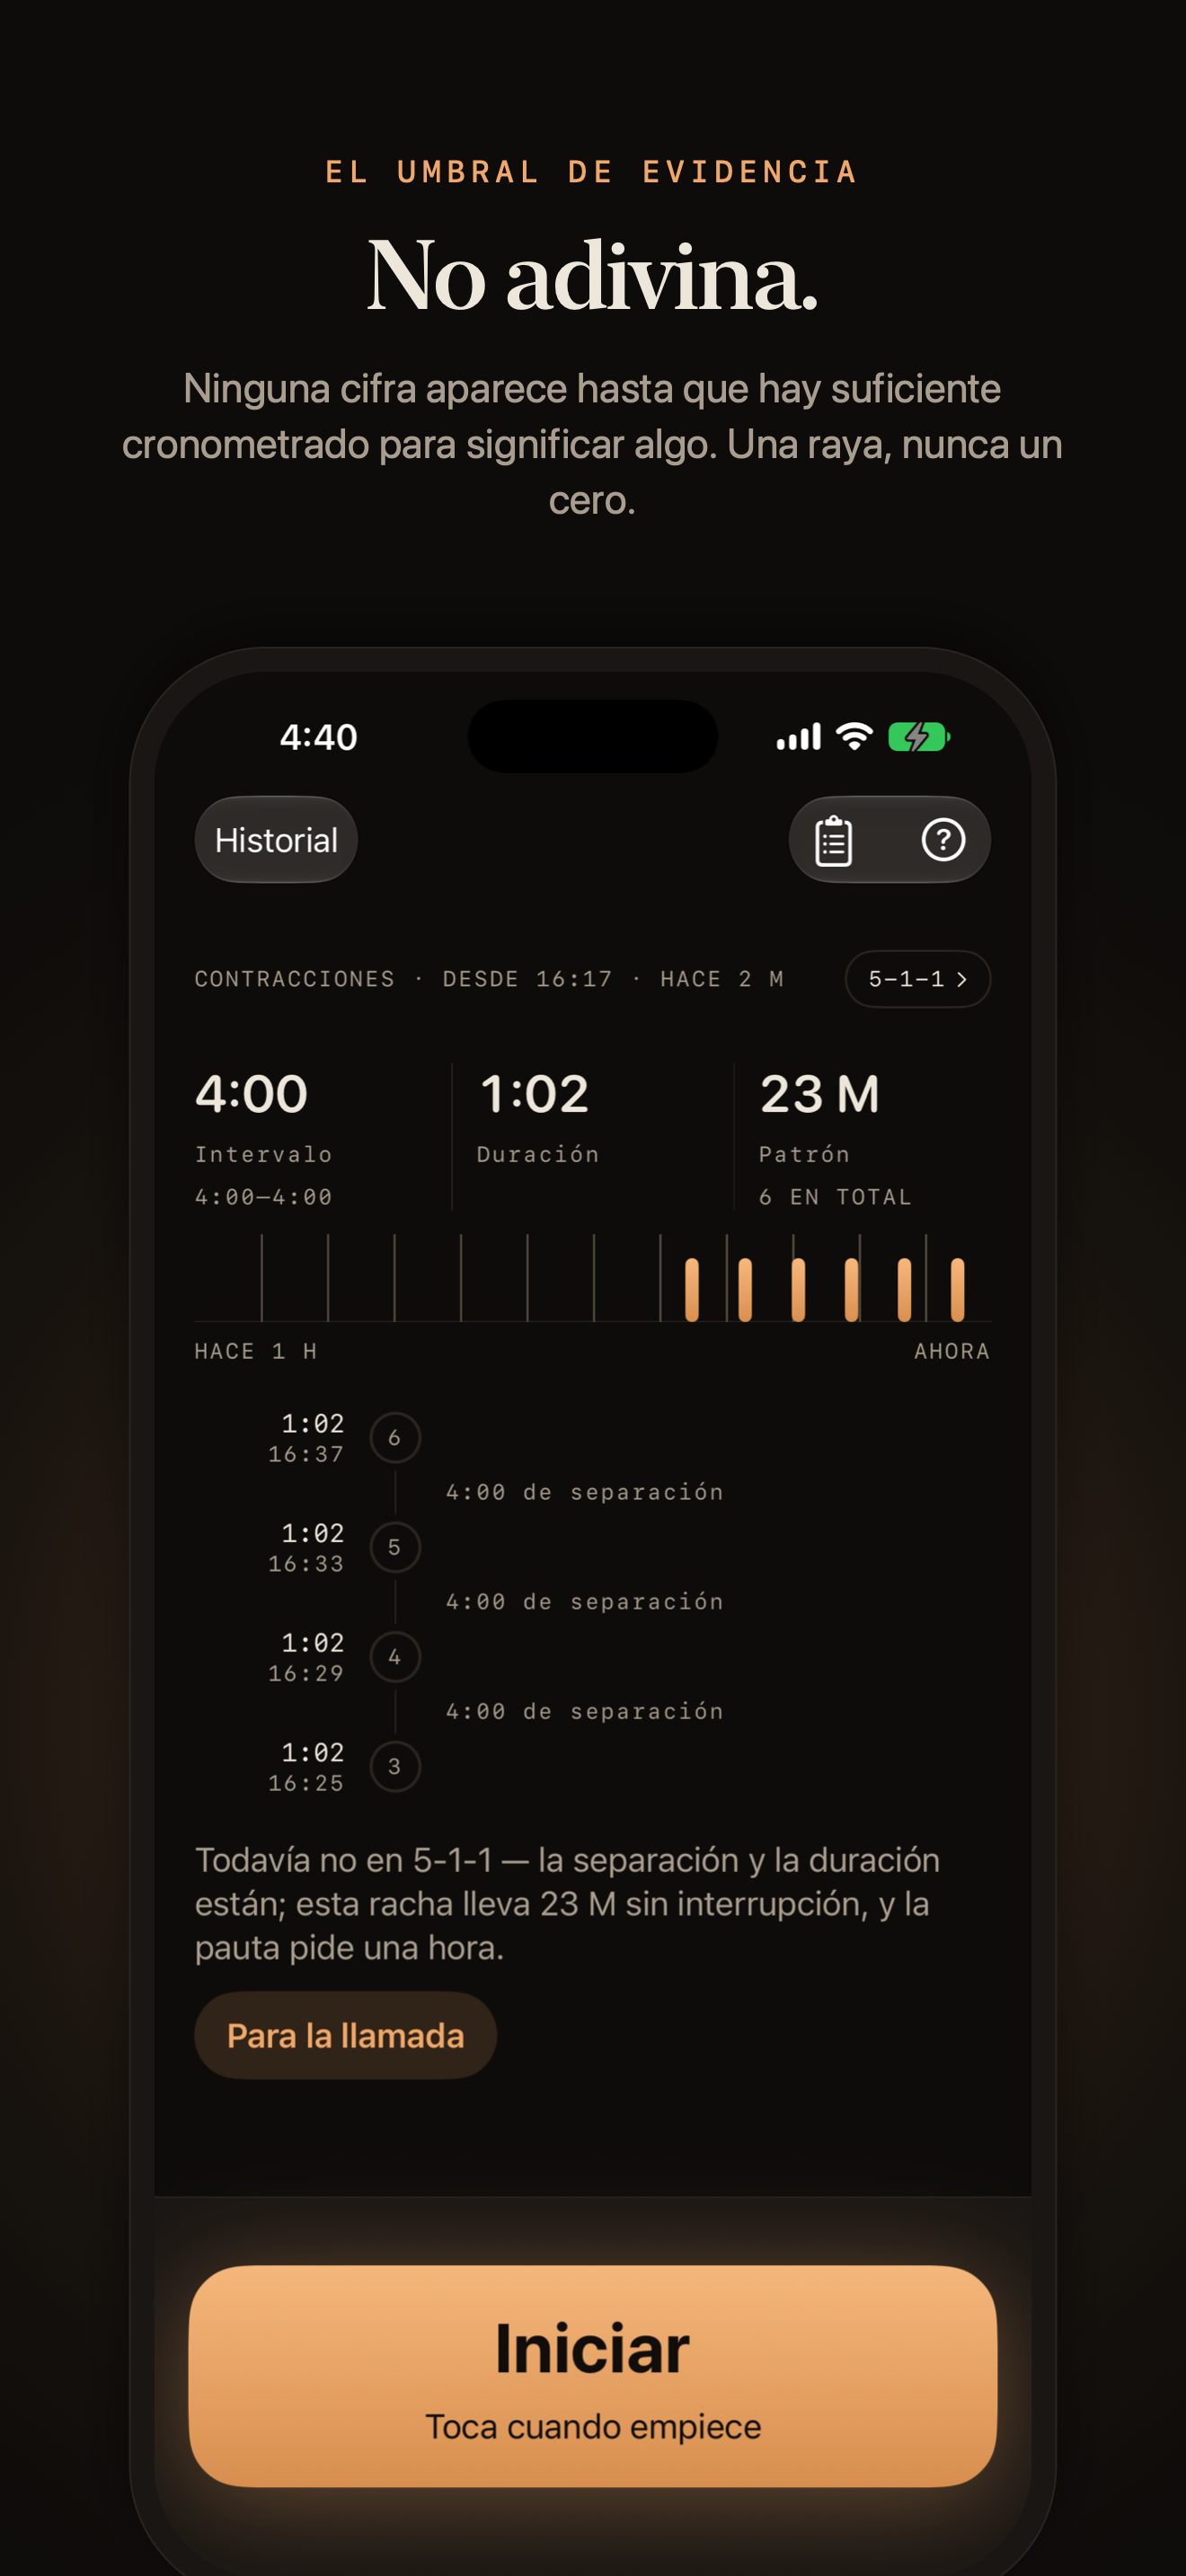 EL UMBRAL DE EVIDENCIA
No adivina.
Ninguna cifra aparece hasta que hay suficiente
cronometrado para significar algo. Una raya, nunca un
cero.
4:40
Historial
?
CONTRACCIONES · DESDE 16:17 · HACE 2 M
5-1-1 >
4:00
Intervalo
4:00–4:00
1:02
Duración
23 M
Patrón
6 EN TOTAL
HACE 1 H
AHORA
1:02
16:37
6
4:00 de separación
1:02
16:33
5
4:00 de separación
1:02
16:29
4
4:00 de separación
1:02
16:25
3
Todavía no en 5-1-1 — la separación y la duración
están; esta racha lleva 23 M sin interrupción, y la
pauta pide una hora.
Para la llamada
Iniciar
Toca cuando empiece